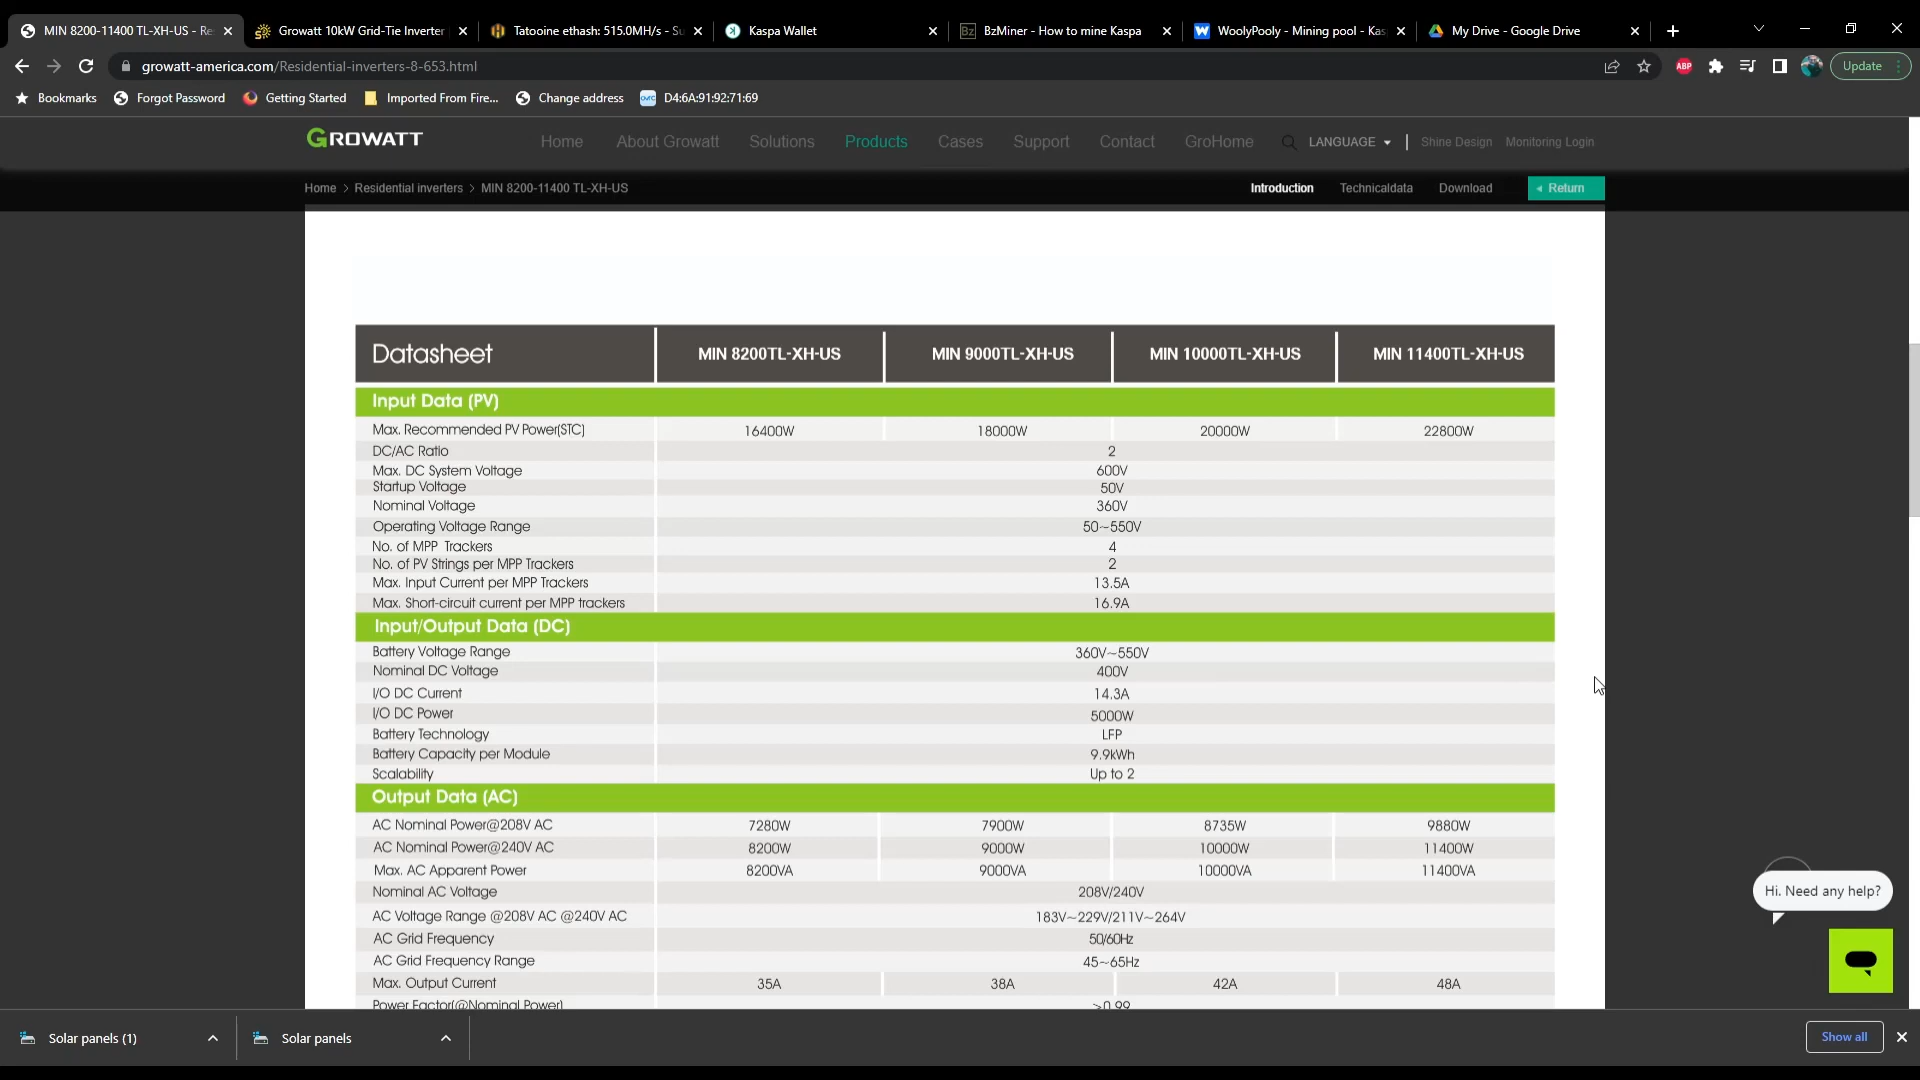 MIN 8200-11400 TL-XH-US - Re
Growatt 10kW Grid-Tie Inverter
Tatooine ethash: 515.0MH/s - Su
Kaspa Wallet
BzMiner - How to mine Kaspa
WoolyPooly - Mining pool - Kas
My Drive - Google Drive
growatt-america.com/Residential-inverters-8-653.html
ABP
Update
Bookmarks
Forgot Password
Getting Started
Imported From Fire...
Change address
D4:6A:91:92:71:69
GROWATT
Home About Growatt Solutions Products Cases Support Contact GroHome LANGUAGE | Shine Design Monitoring Login
Home > Residential inverters > MIN 8200-11400 TL-XH-US
Introduction Technicaldata Download Return
Datasheet MIN 8200TL-XH-US MIN 9000TL-XH-US MIN 10000TL-XH-US MIN 11400TL-XH-US
Input Data (PV)
Max. Recommended PV Power(STC) 16400W 18000W 20000W 22800W
DC/AC Ratio 2
Max. DC System Voltage 600V
Startup Voltage 50V
Nominal Voltage 360V
Operating Voltage Range 50~550V
No. of MPP Trackers 4
No. of PV Strings per MPP Trackers 2
Max. Input Current per MPP Trackers 13.5A
Max. Short-circuit current per MPP trackers 16.9A
Input/Output Data (DC)
Battery Voltage Range 360V~550V
Nominal DC Voltage 400V
I/O DC Current 14.3A
I/O DC Power 5000W
Battery Technology LFP
Battery Capacity per Module 9.9kWh
Scalability Up to 2
Output Data (AC)
AC Nominal Power@208V AC 7280W 7900W 8735W 9880W
AC Nominal Power@240V AC 8200W 9000W 10000W 11400W
Max. AC Apparent Power 8200VA 9000VA 10000VA 11400VA
Nominal AC Voltage 208V/240V
AC Voltage Range @208V AC @240V AC 183V~229V/211V~264V
AC Grid Frequency 50/60Hz
AC Grid Frequency Range 45~65Hz
Max. Output Current 35A 38A 42A 48A
Power Factor(@Nominal Power) >0.99
Hi. Need any help?
Solar panels (1)
Solar panels
Show all